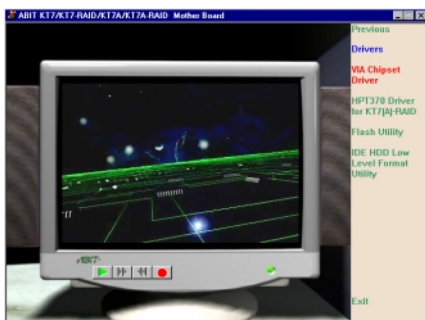 ABIT KT7/KT7-RAID/KT7A/KT7A-RAID Mother Board
Previous
Drivers
VIA Chipset
Driver
HPT370 Driver
for KT7[A]-RAID
Flash Utility
IDE HDD Low
Level Format
Utility
ABIT
Exit